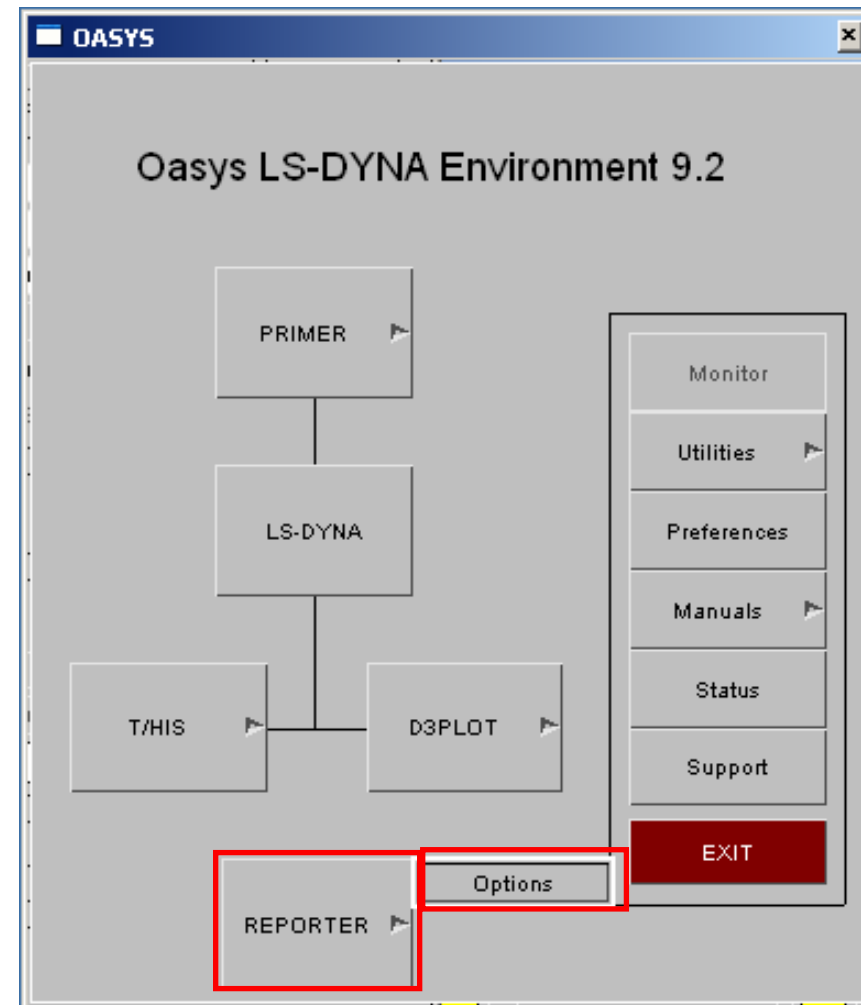 OASYS
Oasys LS-DYNA Environment 9.2
PRIMER
LS-DYNA
T/HIS
D3PLOT
REPORTER
Options
Monitor
Utilities
Preferences
Manuals
Status
Support
EXIT